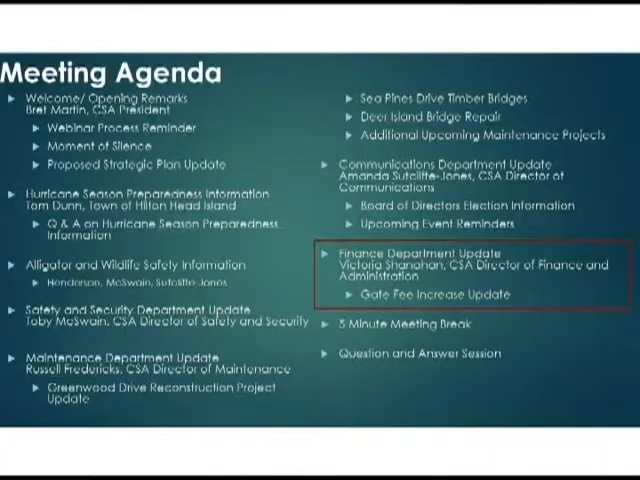 Meeting Agenda
Welcome/ Opening Remarks
Bret Martin, CSA President
Webinar Process Reminder
Moment of Silence
Proposed Strategic Plan Update
Hurricane Season Preparedness Information
Tom Dunn, Town of Hilton Head Island
Q & A on Hurricane Season Preparedness
Information
Alligator and Wildlife Safety Information
Henderson, McSwain, Sutcliffe-Jones
Safety and Security Department Update
Toby McSwain, CSA Director of Safety and Security
Maintenance Department Update
Russell Fredericks, CSA Director of Maintenance
Greenwood Drive Reconstruction Project
Update
Sea Pines Drive Timber Bridges
Deer Island Bridge Repair
Additional Upcoming Maintenance Projects
Communications Department Update
Amanda Sutcliffe-Jones, CSA Director of
Communications
Board of Directors Election Information
Upcoming Event Reminders
Finance Department Update
Victoria Shanahan, CSA Director of Finance and
Administration
Gate Fee Increase Update
5 Minute Meeting Break
Question and Answer Session